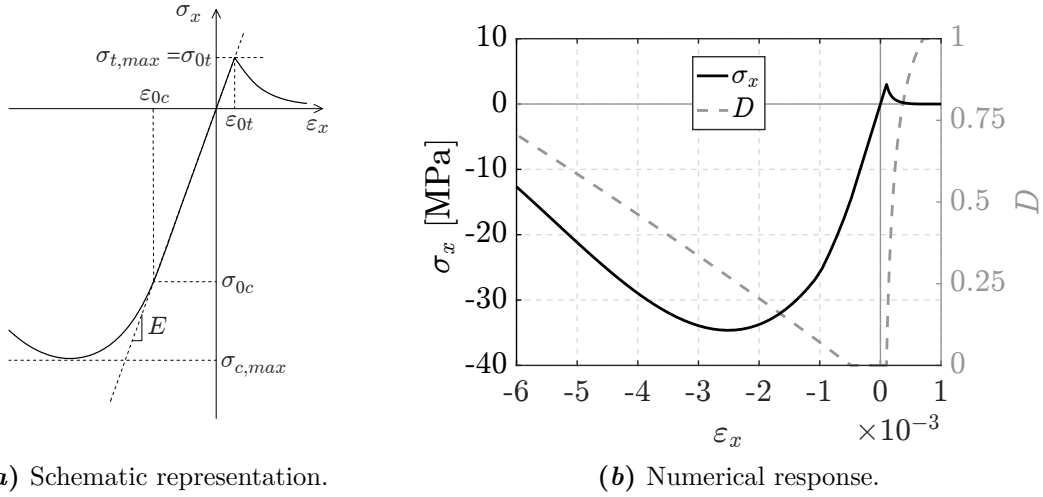 σₓ
σₜ,ₘₐₓ =σ₀ₜ
ε₀c
ε₀ₜ
εₓ
σ₀c
E
σc,max
10
0
-10
-20
-30
-40
σₓ [MPa]
σₓ
D
1
0.75
0.5
0.25
0
D
-6 -5 -4 -3 -2 -1 0 1
×10⁻³
εₓ
) Schematic representation.
(b) Numerical response.